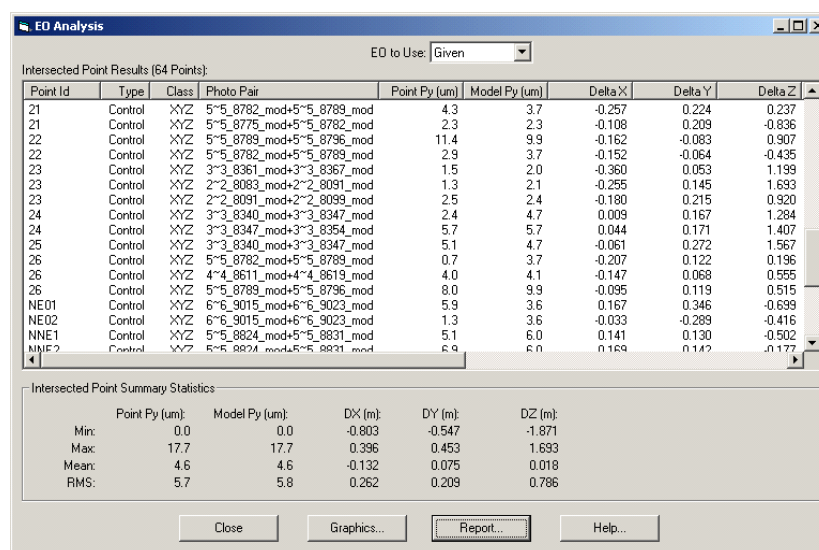 EO Analysis
EO to Use: Given
Intersected Point Results (64 Points):
Point Id Type Class Photo Pair Point Py (um) Model Py (um) Delta X Delta Y Delta Z
21 Control XYZ 5~5_8782_mod+5~5_8789_mod 4.3 3.7 -0.257 0.224 0.237
21 Control XYZ 5~5_8775_mod+5~5_8782_mod 2.3 2.3 -0.108 0.209 -0.836
22 Control XYZ 5~5_8789_mod+5~5_8796_mod 11.4 9.9 -0.162 -0.083 0.907
22 Control XYZ 5~5_8782_mod+5~5_8789_mod 2.9 3.7 -0.152 -0.064 -0.435
23 Control XYZ 3~3_8361_mod+3~3_8367_mod 1.5 2.0 -0.360 0.053 1.199
23 Control XYZ 2~2_8083_mod+2~2_8091_mod 1.3 2.1 -0.255 0.145 1.693
23 Control XYZ 2~2_8091_mod+2~2_8099_mod 2.5 2.4 -0.180 0.215 0.920
24 Control XYZ 3~3_8340_mod+3~3_8347_mod 2.4 4.7 0.009 0.167 1.284
24 Control XYZ 3~3_8347_mod+3~3_8354_mod 5.7 5.7 0.044 0.171 1.407
25 Control XYZ 3~3_8340_mod+3~3_8347_mod 5.1 4.7 -0.061 0.272 1.567
26 Control XYZ 5~5_8782_mod+5~5_8789_mod 0.7 3.7 -0.207 0.122 0.196
26 Control XYZ 4~4_8611_mod+4~4_8619_mod 4.0 4.1 -0.147 0.068 0.555
26 Control XYZ 5~5_8789_mod+5~5_8796_mod 8.0 9.9 -0.095 0.119 0.515
NE01 Control XYZ 6~6_9015_mod+6~6_9023_mod 5.9 3.6 0.167 0.346 -0.699
NE02 Control XYZ 6~6_9015_mod+6~6_9023_mod 1.3 3.6 -0.033 -0.289 -0.416
NNE1 Control XYZ 5~5_8824_mod+5~5_8831_mod 5.1 6.0 0.141 0.130 -0.502
NNE2 Control XYZ 5~5_8824_mod+5~5_8831_mod 6.9 6.0 0.169 0.142 -0.177
Intersected Point Summary Statistics
Point Py (um): Model Py (um): DX (m): DY (m): DZ (m):
Min: 0.0 0.0 -0.803 -0.547 -1.871
Max: 17.7 17.7 0.396 0.453 1.693
Mean: 4.6 4.6 -0.132 0.075 0.018
RMS: 5.7 5.8 0.262 0.209 0.786
Close Graphics... Report... Help...